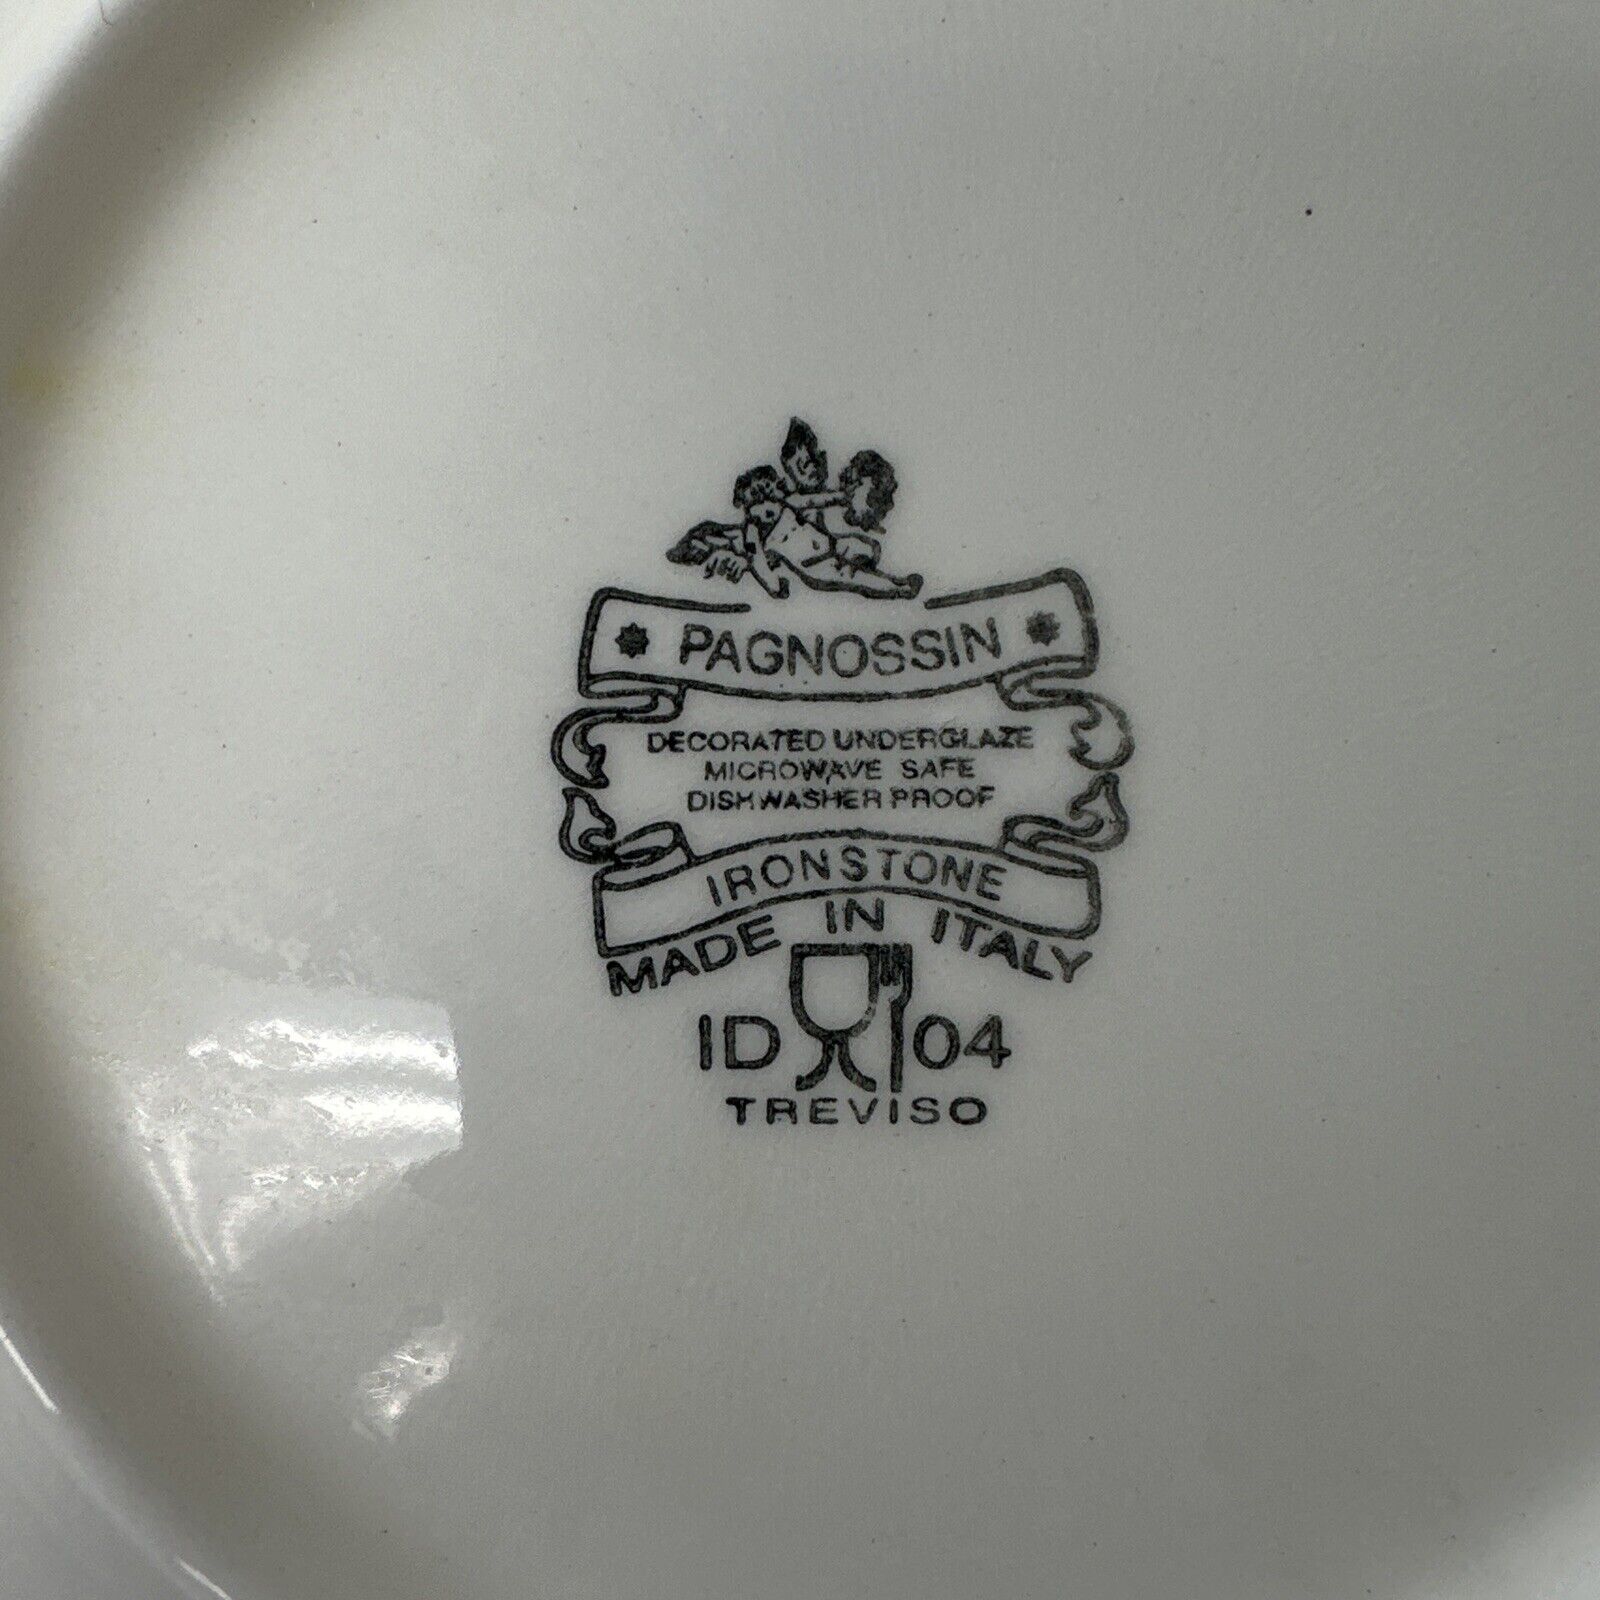 PAGNOSSIN
DECORATED UNDERGLAZE
MICROWAVE SAFE
DISHWASHER PROOF
IRONSTONE
MADE IN ITALY
ID 04
TREVISO